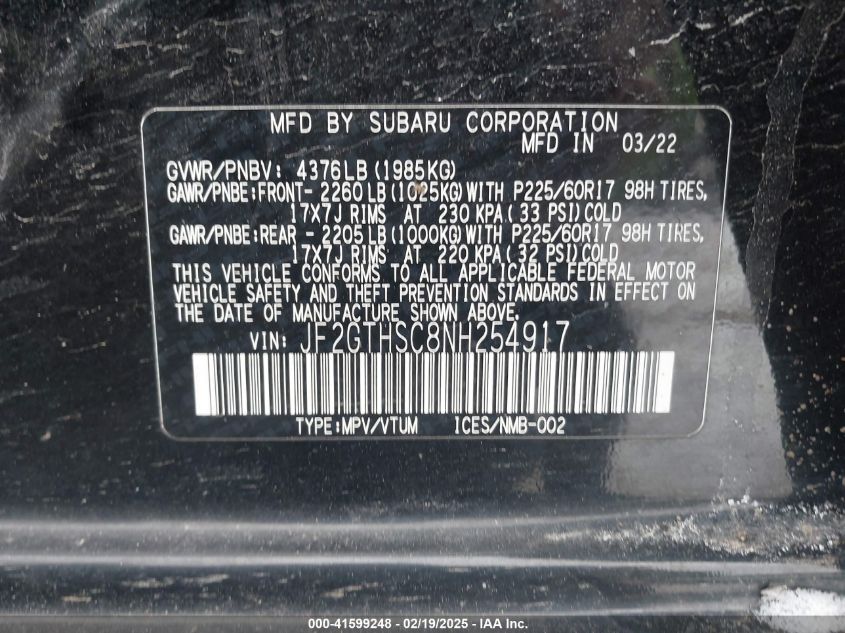 MFD BY SUBARU CORPORATION
MFD IN 03/22
GVWR/PNBV: 4376LB (1985KG)
GAWR/PNBE:FRONT- 2260 LB (1025KG) WITH P225/60R17 98H TIRES,
17X7J RIMS AT 230 KPA ( 33 PSI) COLD
GAWR/PNBE:REAR - 2205 LB (1000KG) WITH P225/60R17 98H TIRES,
17X7J RIMS AT 220 KPA ( 32 PSI) COLD
THIS VEHICLE CONFORMS TO ALL APPLICABLE FEDERAL MOTOR
VEHICLE SAFETY AND THEFT PREVENTION STANDARDS IN EFFECT ON
THE DATE OF MANUFACTURE SHOWN ABOVE.
VIN: JF2GTHSC8NH254917
TYPE:MPV/VTUM ICES/NMB-002
000-41599248 - 02/19/2025 - IAA Inc.